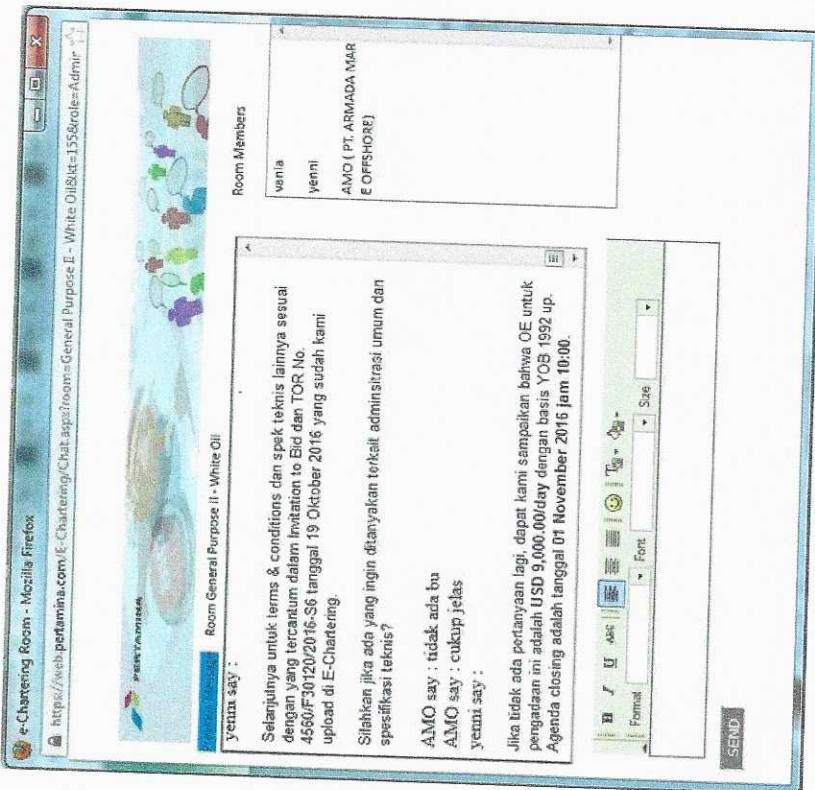 e-Chartering Room - Mozilla Firefox
https://web.pertamina.com/E-Chartering/Chat.aspx?room=General Purpose II - White Oil&kt=155&role=Admir
PERTAMINA
Room General Purpose II - White Oil
yenni say :
Selanjutnya untuk terms & conditions dan spek teknis lainnya sesuai
dengan yang tercantum dalam Invitation to Bid dan TOR No.
4560/F30120/2016-S6 tanggal 19 Oktober 2016 yang sudah kami
upload di E-Chartering.
Silahkan jika ada yang ingin ditanyakan terkait adminsitrasi umum dan
spesifikasi teknis?
AMO say : tidak ada bu
AMO say : cukup jelas
yenni say :
Jika tidak ada pertanyaan lagi, dapat kami sampaikan bahwa OE untuk
pengadaan ini adalah USD 9,000.00/day dengan basis YOB 1992 up.
Agenda closing adalah tanggal 01 November 2016 jam 10:00.
Room Members
vania
yenni
AMO ( PT. ARMADA MAR
E OFFSHORE)
B I U ABC
Format Font Size
SEND